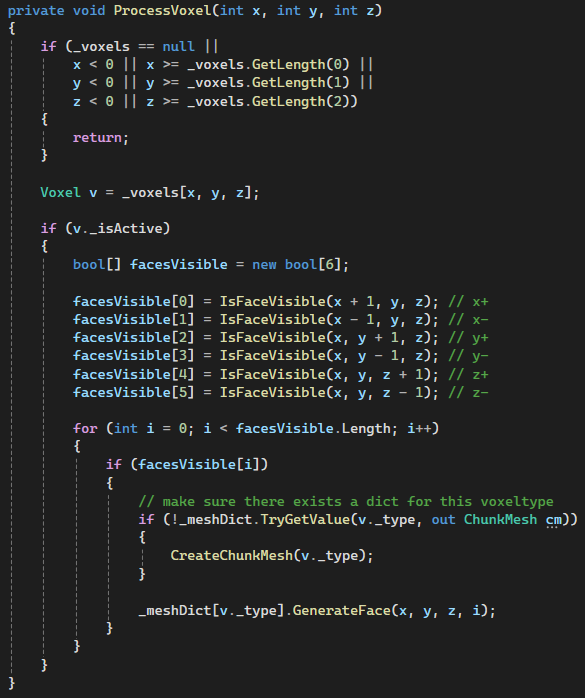 private void ProcessVoxel(int x, int y, int z)
{
    if (_voxels == null ||
        x < 0 || x >= _voxels.GetLength(0) ||
        y < 0 || y >= _voxels.GetLength(1) ||
        z < 0 || z >= _voxels.GetLength(2))
    {
        return;
    }
    Voxel v = _voxels[x, y, z];
    if (v._isActive)
    {
        bool[] facesVisible = new bool[6];
        facesVisible[0] = IsFaceVisible(x + 1, y, z); // x+
        facesVisible[1] = IsFaceVisible(x - 1, y, z); // x-
        facesVisible[2] = IsFaceVisible(x, y + 1, z); // y+
        facesVisible[3] = IsFaceVisible(x, y - 1, z); // y-
        facesVisible[4] = IsFaceVisible(x, y, z + 1); // z+
        facesVisible[5] = IsFaceVisible(x, y, z - 1); // z-
        for (int i = 0; i < facesVisible.Length; i++)
        {
            if (facesVisible[i])
            {
                // make sure there exists a dict for this voxeltype
                if (!_meshDict.TryGetValue(v._type, out ChunkMesh cm))
                {
                    CreateChunkMesh(v._type);
                }
                _meshDict[v._type].GenerateFace(x, y, z, i);
            }
        }
    }
}